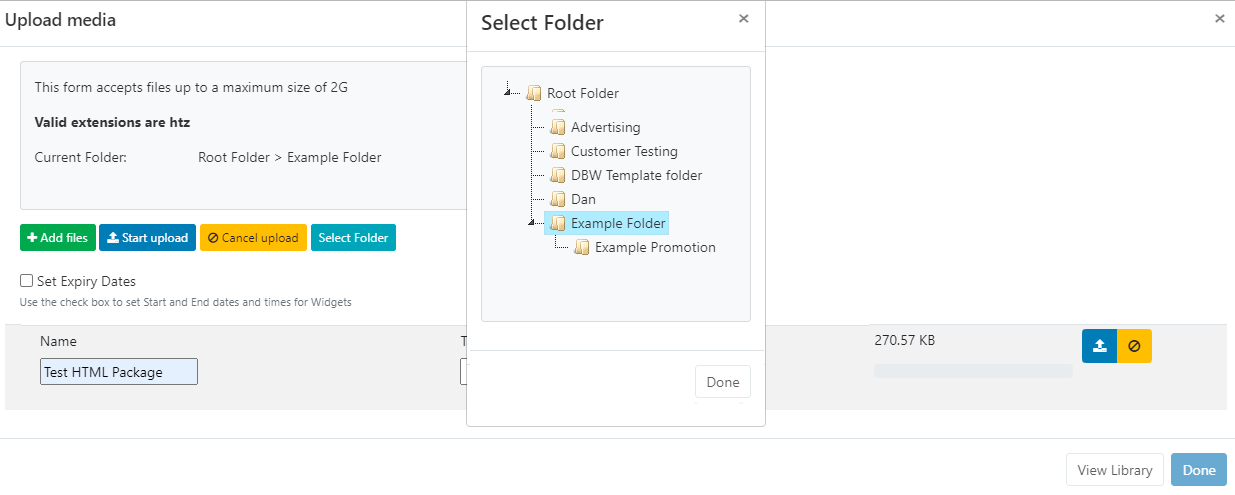 Upload media
×
This form accepts files up to a maximum size of 2G
Valid extensions are htz
Current Folder: Root Folder > Example Folder
Add files
Start upload
Cancel upload
Select Folder
Set Expiry Dates
Use the check box to set Start and End dates and times for Widgets
Name
Test HTML Package
270.57 KB
View Library
Done
Select Folder
×
Root Folder
Advertising
Customer Testing
DBW Template folder
Dan
Example Folder
Example Promotion
Done